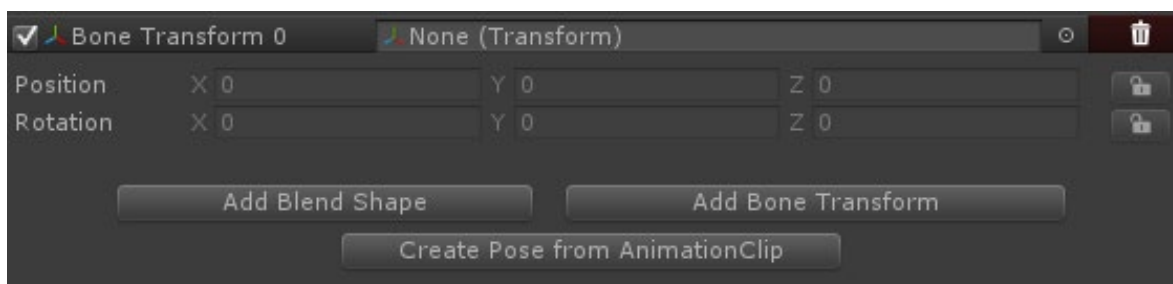 Bone Transform 0 None (Transform)
Position X 0 Y 0 Z 0
Rotation X 0 Y 0 Z 0
Add Blend Shape Add Bone Transform
Create Pose from AnimationClip